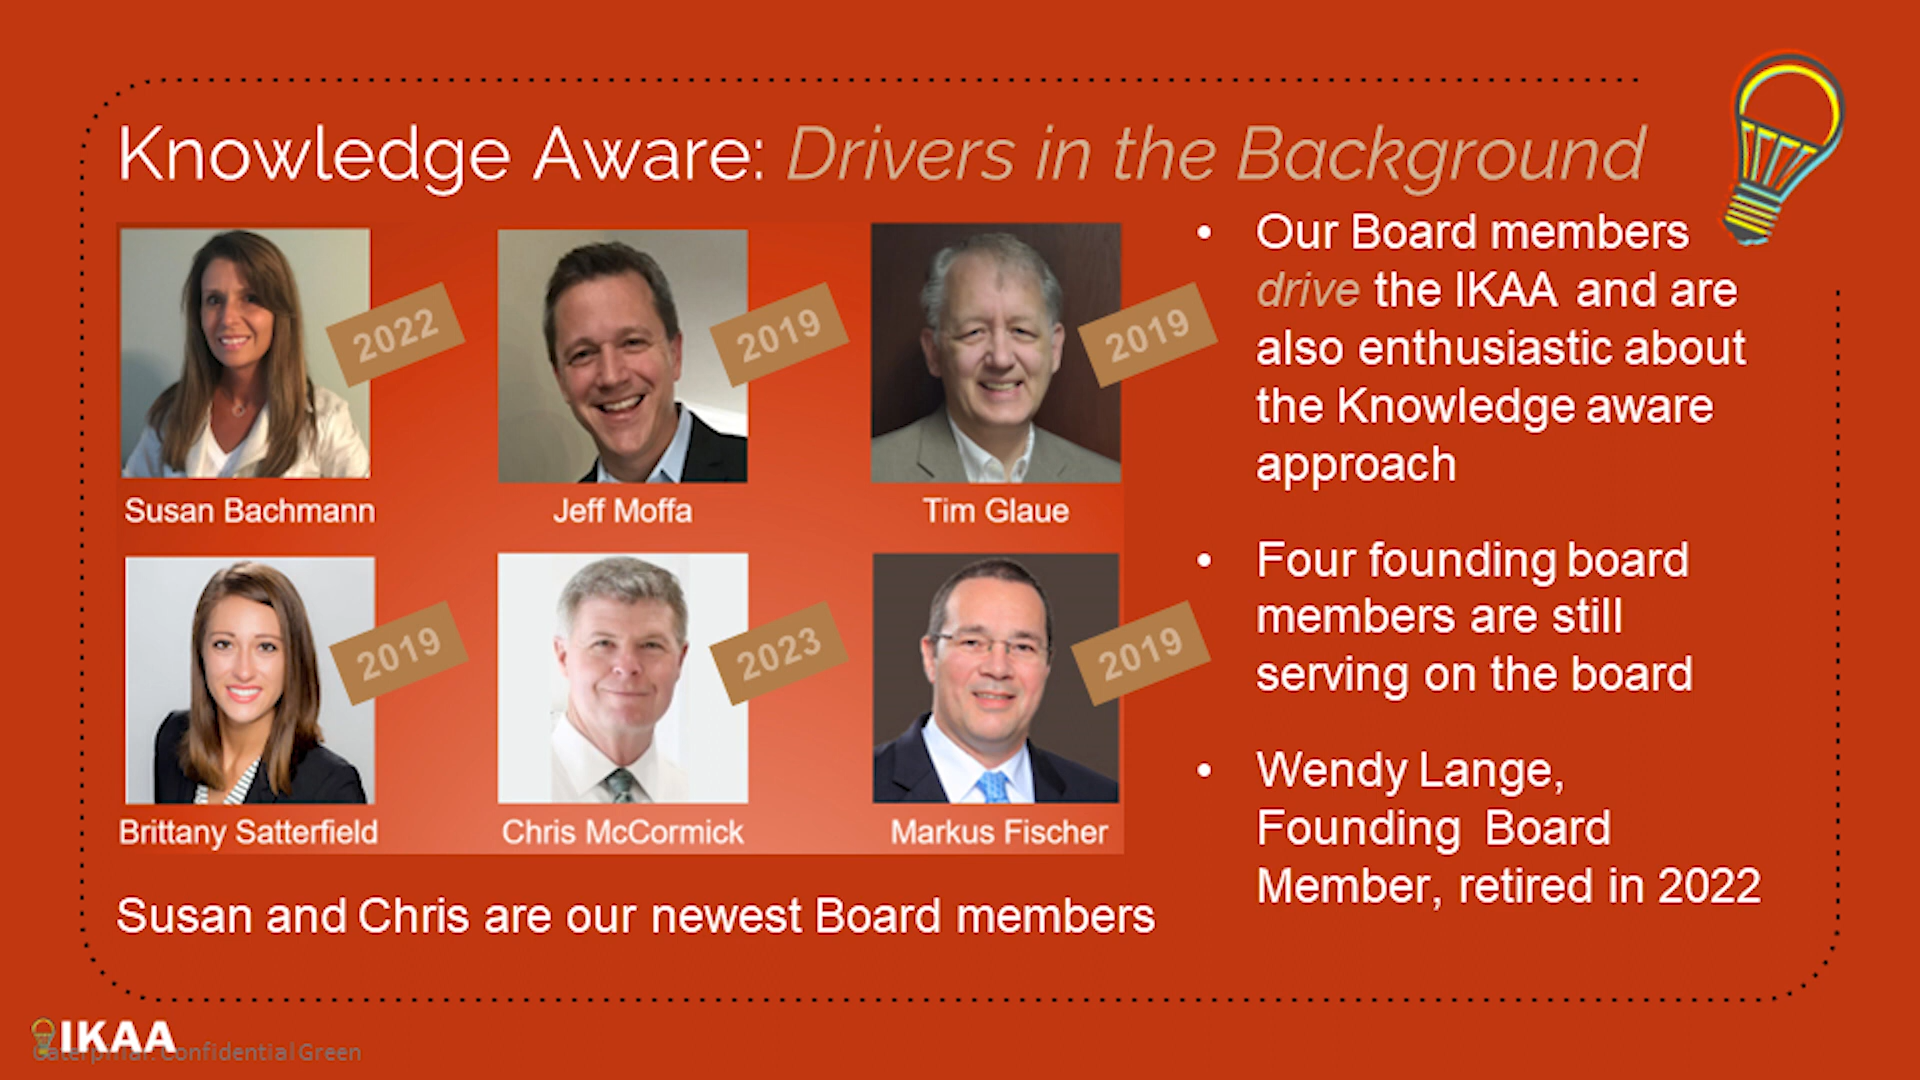 Knowledge Aware: Drivers in the Background
2022
2019
2019
Susan Bachmann
Jeff Moffa
Tim Glaue
2019
2023
2019
Brittany Satterfield
Chris McCormick
Markus Fischer
Susan and Chris are our newest Board members
• Our Board members
drive the IKAA and are
also enthusiastic about
the Knowledge aware
approach
• Four founding board
members are still
serving on the board
• Wendy Lange,
Founding Board
Member, retired in 2022
IKAA
Caterpillar: Confidential Green